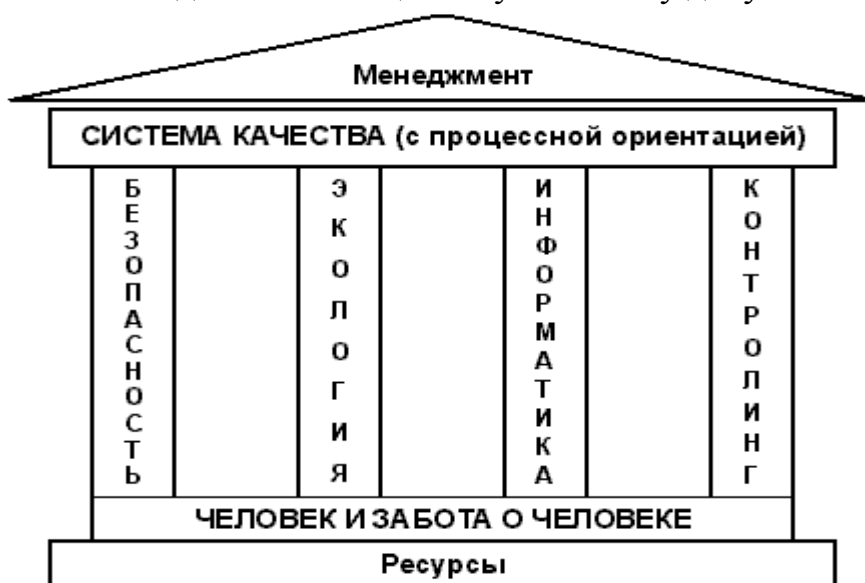 Менеджмент
СИСТЕМА КАЧЕСТВА (с процессной ориентацией)
БЕЗОПАСНОСТЬ
ЭКОЛОГИЯ
ИНФОРМАТИКА
КОНТРОЛИНГ
ЧЕЛОВЕК И ЗАБОТА О ЧЕЛОВЕКЕ
Ресурсы